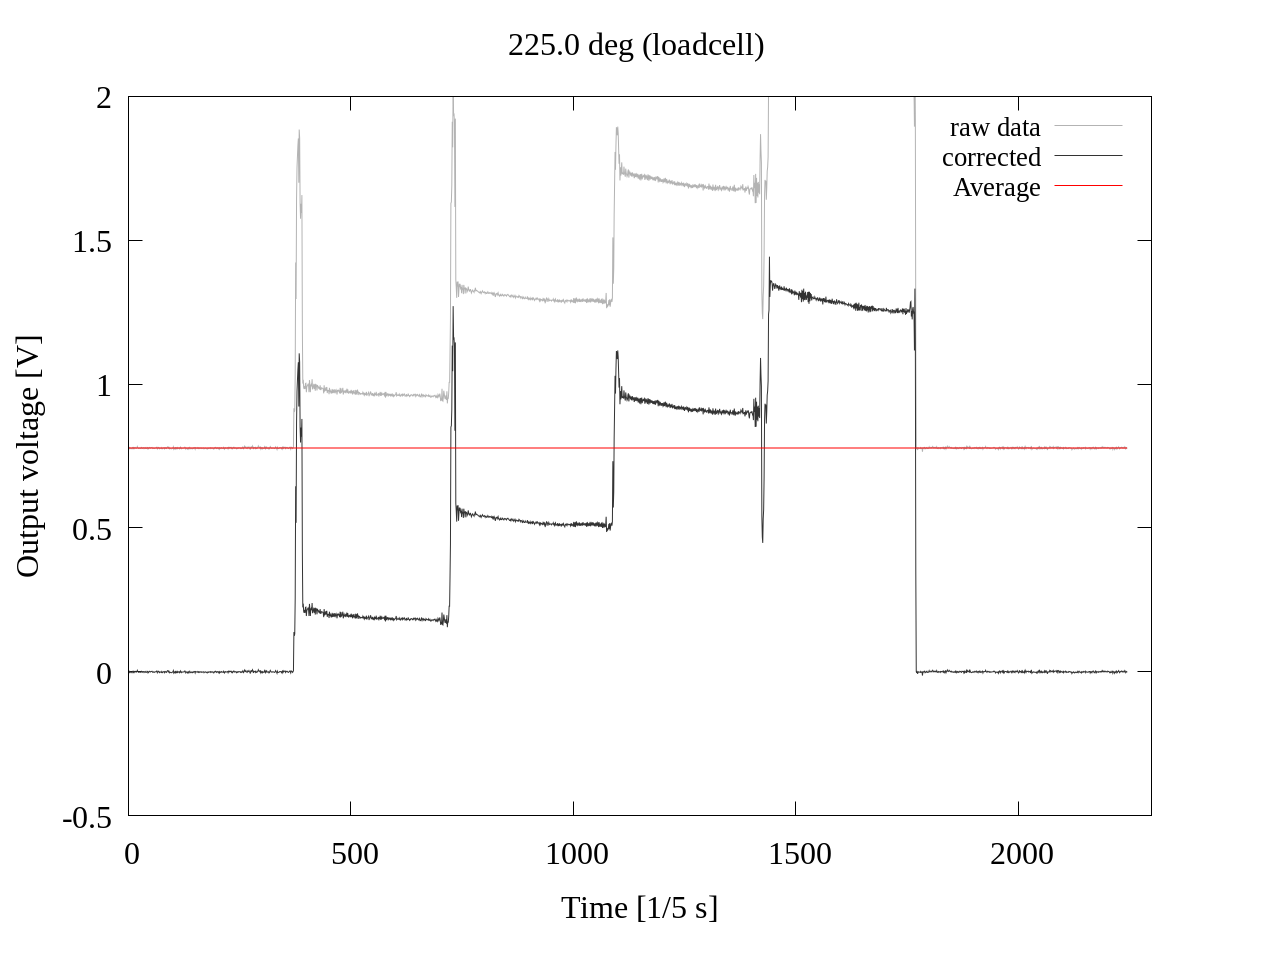 225.0 deg (loadcell)
2
1.5
1
0.5
0
-0.5
Output voltage [V]
raw data
corrected
Average
0 500 1000 1500 2000
Time [1/5 s]